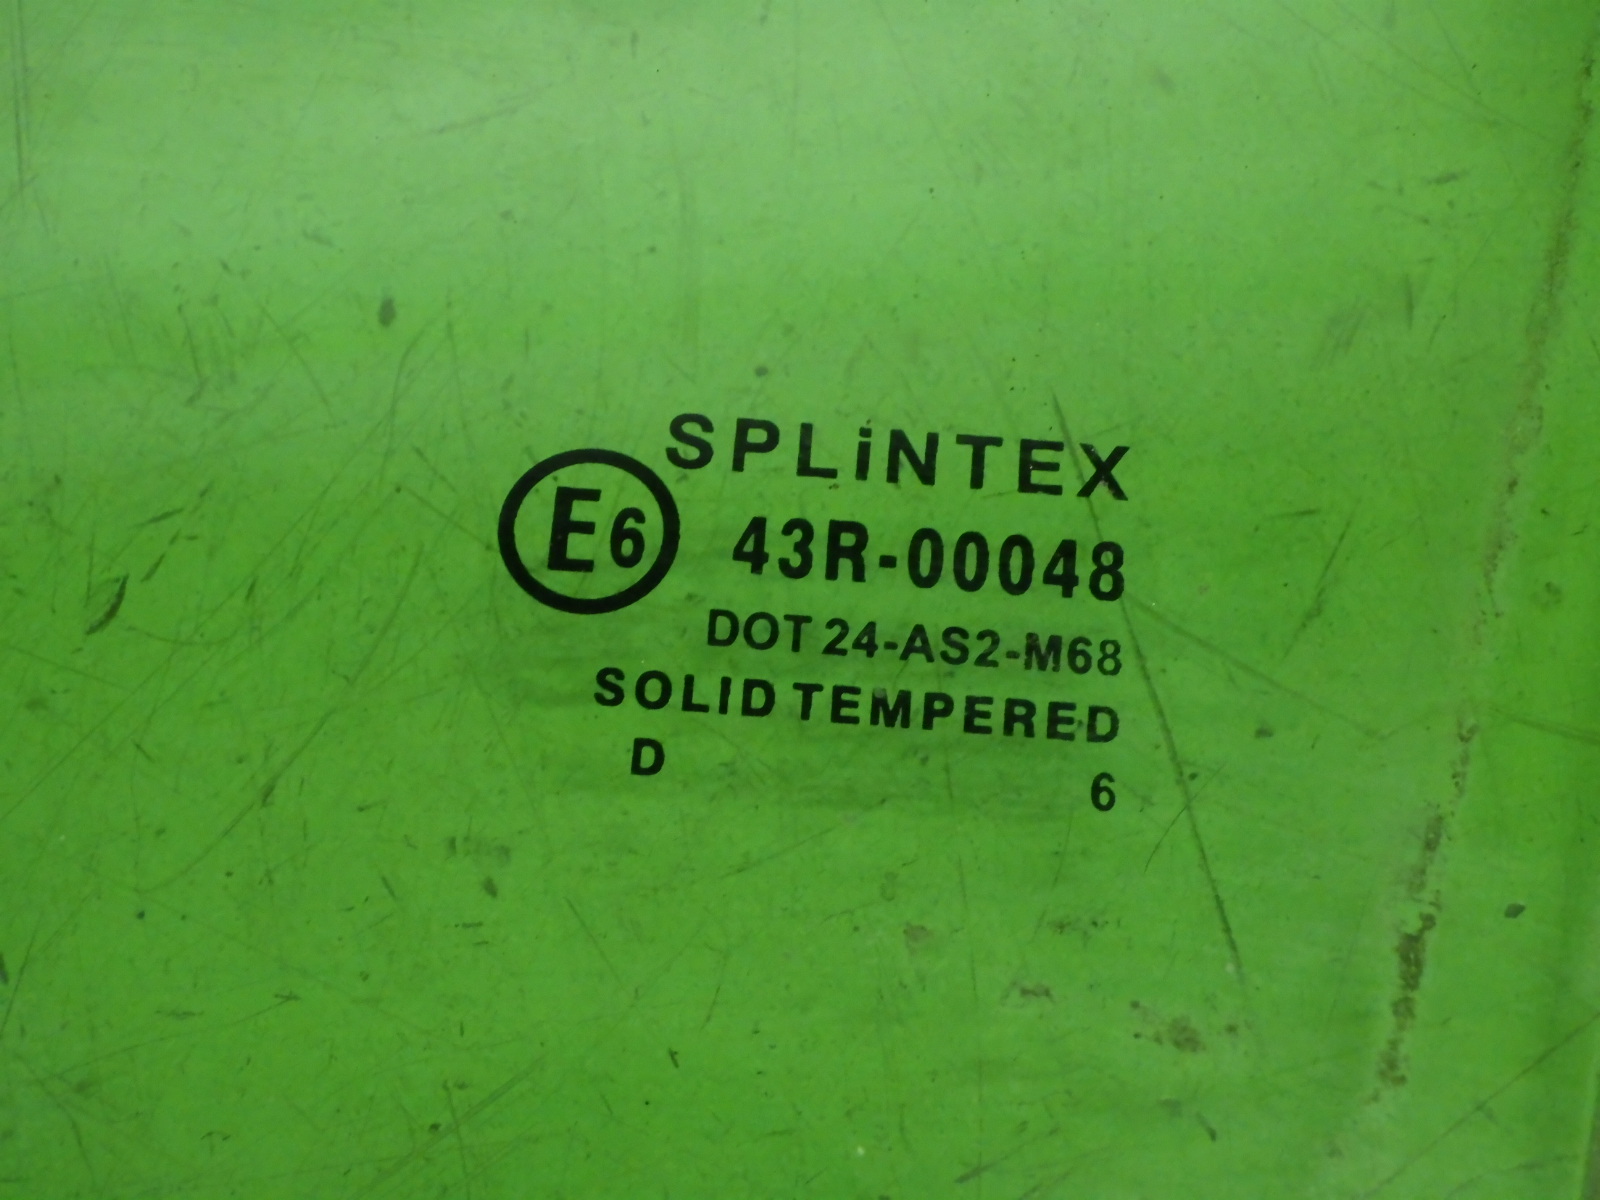 SPLiNTEX
E6 43R-00048
DOT 24-AS2-M68
SOLID TEMPERED
D 6